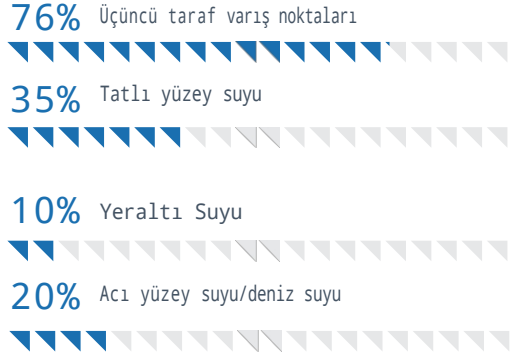 76% Üçüncü taraf varış noktaları
35% Tatlı yüzey suyu
10% Yeraltı Suyu
20% Acı yüzey suyu/deniz suyu